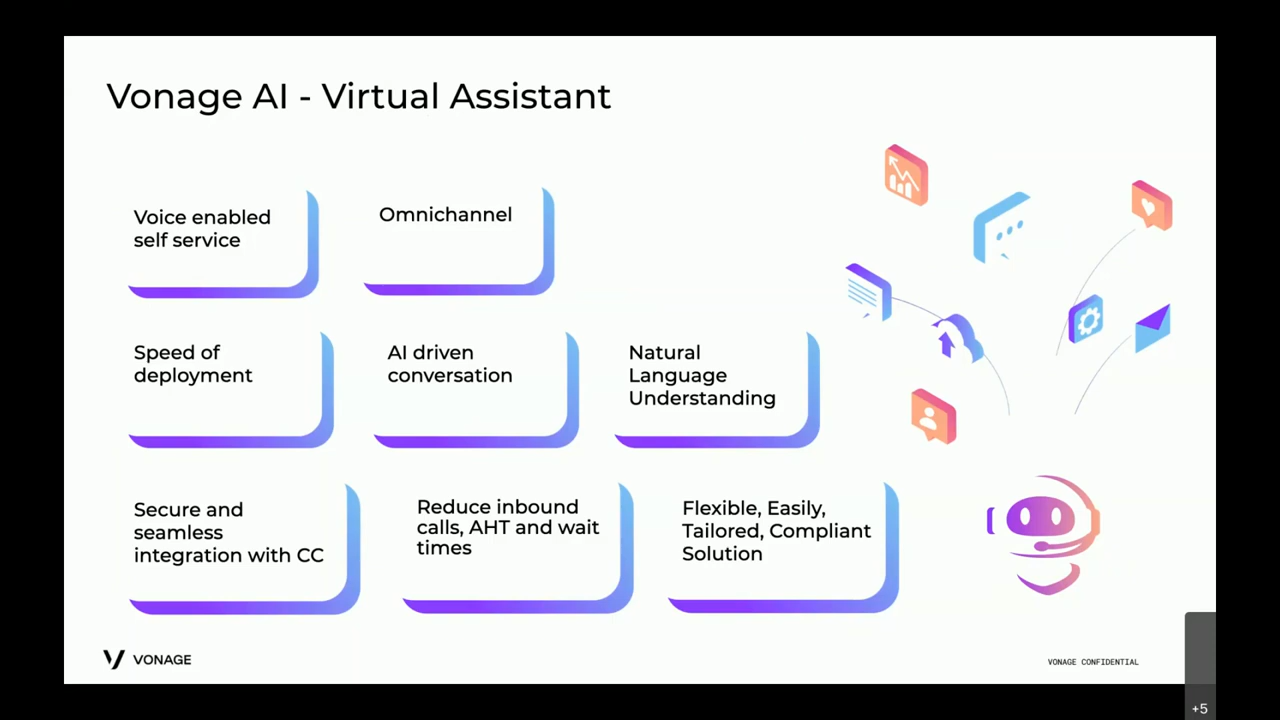 Vonage AI - Virtual Assistant
Voice enabled
self service
Omnichannel
Speed of
deployment
AI driven
conversation
Natural
Language
Understanding
Secure and
seamless
integration with CC
Reduce inbound
calls, AHT and wait
times
Flexible, Easily,
Tailored, Compliant
Solution
VONAGE
VONAGE CONFIDENTIAL
+5